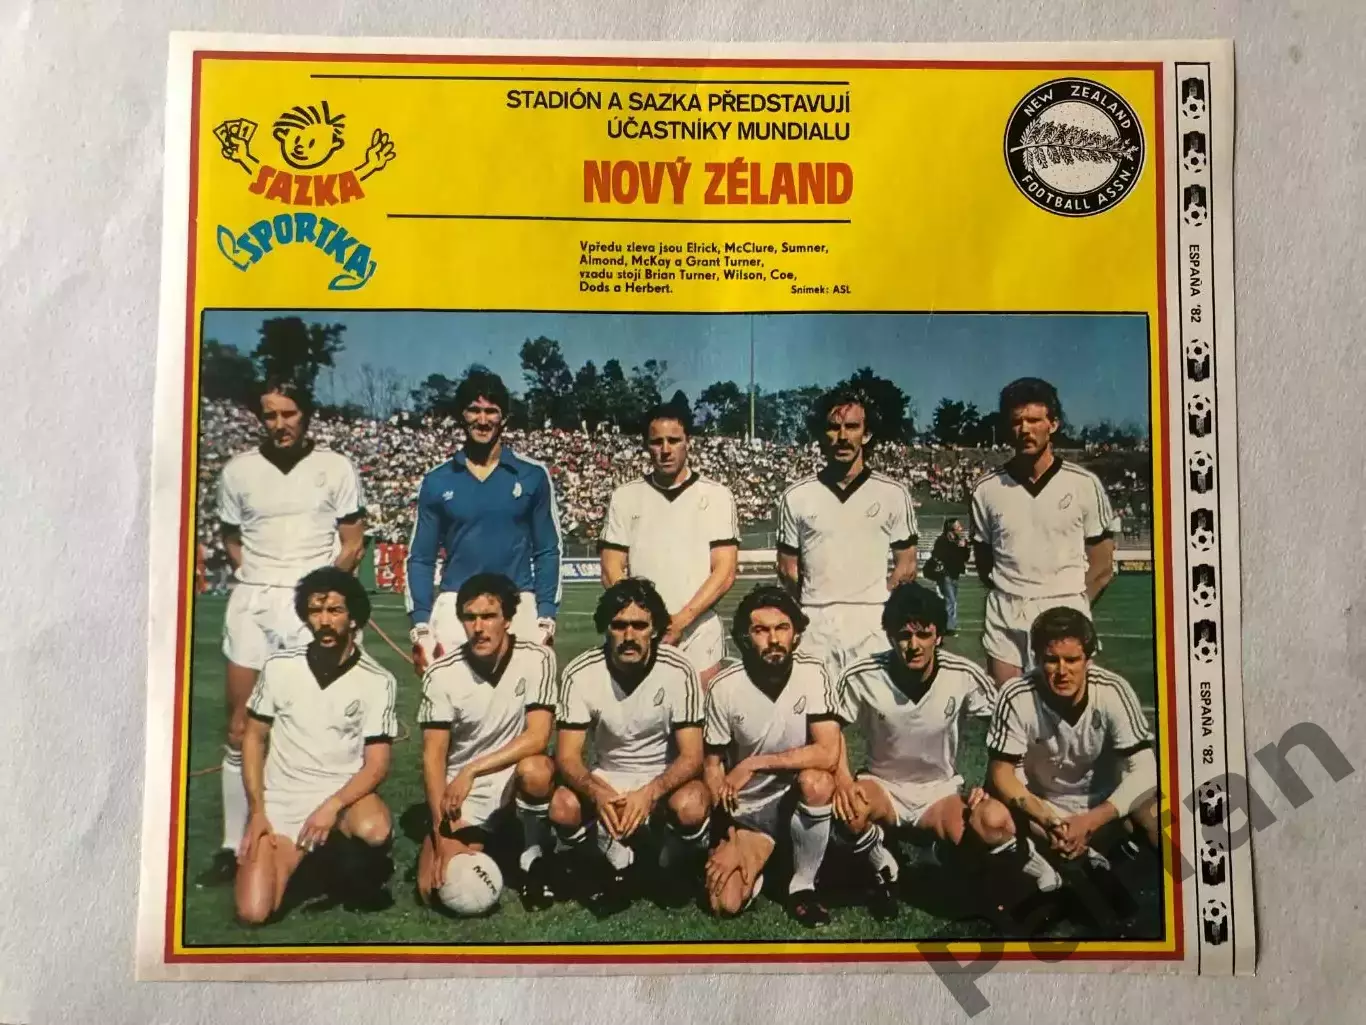 STADIÓN A SAZKA PŘEDSTAVUJÍ
ÚČASTNÍKY MUNDIALU
NOVÝ ZÉLAND
SAZKA
SPORTKA
NEW ZEALAND
FOOTBALL ASSN.
Vpředu zleva jsou Elrick, McClure, Sumner,
Almond, McKay a Grant Turner,
vzadu stojí Brian Turner, Wilson, Coe,
Dods a Herbert.
Snímek: ASL
ESPAÑA '82
ESPAÑA '82